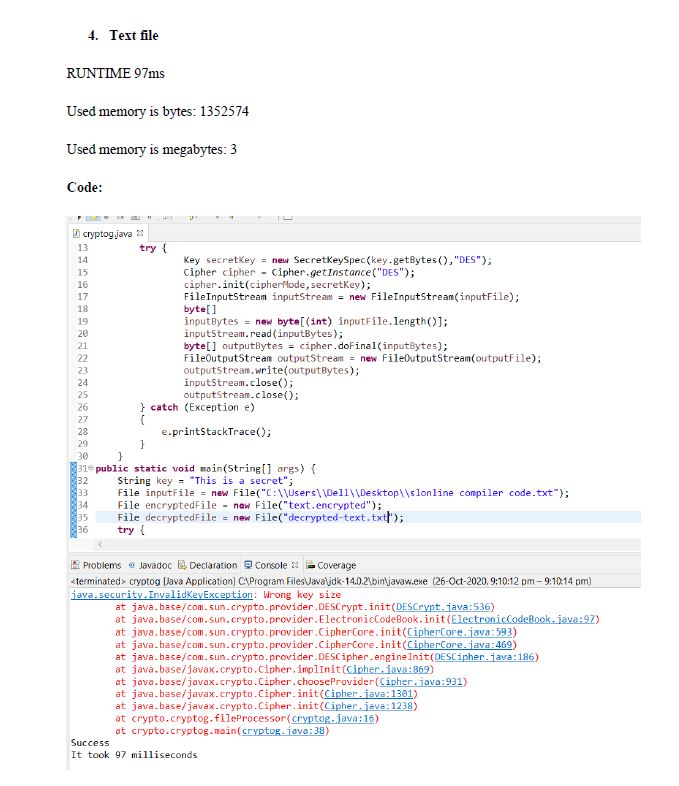 4. Text file
RUNTIME 97ms
Used memory is bytes: 1352574
Used memory is megabytes: 3
Code:
cryptog.java
13 try {
14 Key secretKey = new SecretKeySpec(key.getBytes(),"DES");
15 Cipher cipher = Cipher.getInstance("DES");
16 cipher.init(cipherMode,secretKey);
17 FileInputStream inputStream = new FileInputStream(inputFile);
18 byte[]
19 inputBytes = new byte[(int) inputFile.length()];
20 inputStream.read(inputBytes);
21 byte[] outputBytes = cipher.doFinal(inputBytes);
22 FileOutputStream outputStream = new FileOutputStream(outputFile);
23 outputStream.write(outputBytes);
24 inputStream.close();
25 outputStream.close();
26 } catch (Exception e)
27 {
28 e.printStackTrace();
29 }
30 }
31 public static void main(String[] args) {
32 String key = "This is a secret";
33 File inputFile = new File("C:\\Users\\Dell\\Desktop\\slonline compiler code.txt");
34 File encryptedFile = new File("text.encrypted");
35 File decryptedFile = new File("decrypted-text.txt");
36 try {
Problems Javadoc Declaration Console Coverage
<terminated> cryptog [Java Application] C:\Program Files\Java\jdk-14.0.2\bin\javaw.exe (26-Oct-2020, 9:10:12 pm – 9:10:14 pm)
java.security.InvalidKeyException: Wrong key size
at java.base/com.sun.crypto.provider.DESCrypt.init(DESCrypt.java:536)
at java.base/com.sun.crypto.provider.ElectronicCodeBook.init(ElectronicCodeBook.java:97)
at java.base/com.sun.crypto.provider.CipherCore.init(CipherCore.java:593)
at java.base/com.sun.crypto.provider.CipherCore.init(CipherCore.java:469)
at java.base/com.sun.crypto.provider.DESCipher.engineInit(DESCipher.java:186)
at java.base/javax.crypto.Cipher.implInit(Cipher.java:869)
at java.base/javax.crypto.Cipher.chooseProvider(Cipher.java:931)
at java.base/javax.crypto.Cipher.init(Cipher.java:1301)
at java.base/javax.crypto.Cipher.init(Cipher.java:1238)
at crypto.cryptog.fileProcessor(cryptog.java:16)
at crypto.cryptog.main(cryptog.java:38)
Success
It took 97 milliseconds